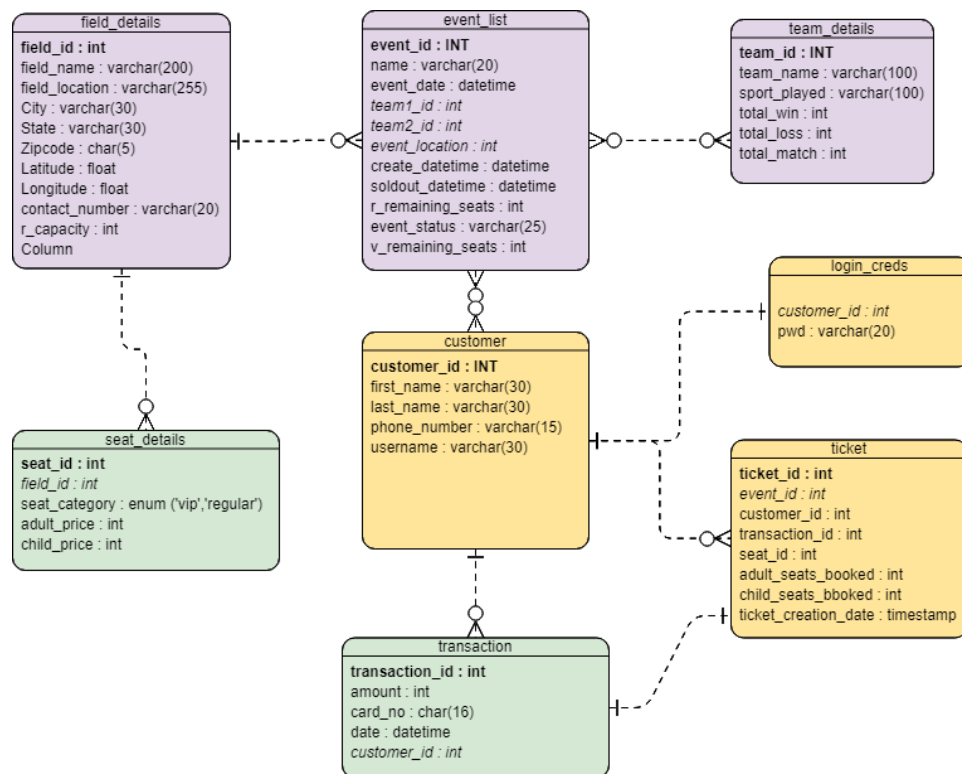 field_details
field_id : int
field_name : varchar(200)
field_location : varchar(255)
City : varchar(30)
State : varchar(30)
Zipcode : char(5)
Latitude : float
Longitude : float
contact_number : varchar(20)
r_capacity : int
Column
event_list
event_id : INT
name : varchar(20)
event_date : datetime
team1_id : int
team2_id : int
event_location : int
create_datetime : datetime
soldout_datetime : datetime
r_remaining_seats : int
event_status : varchar(25)
v_remaining_seats : int
team_details
team_id : INT
team_name : varchar(100)
sport_played : varchar(100)
total_win : int
total_loss : int
total_match : int
login_creds
customer_id : int
pwd : varchar(20)
customer
customer_id : INT
first_name : varchar(30)
last_name : varchar(30)
phone_number : varchar(15)
username : varchar(30)
seat_details
seat_id : int
field_id : int
seat_category : enum ('vip','regular')
adult_price : int
child_price : int
ticket
ticket_id : int
event_id : int
customer_id : int
transaction_id : int
seat_id : int
adult_seats_booked : int
child_seats_bbooked : int
ticket_creation_date : timestamp
transaction
transaction_id : int
amount : int
card_no : char(16)
date : datetime
customer_id : int